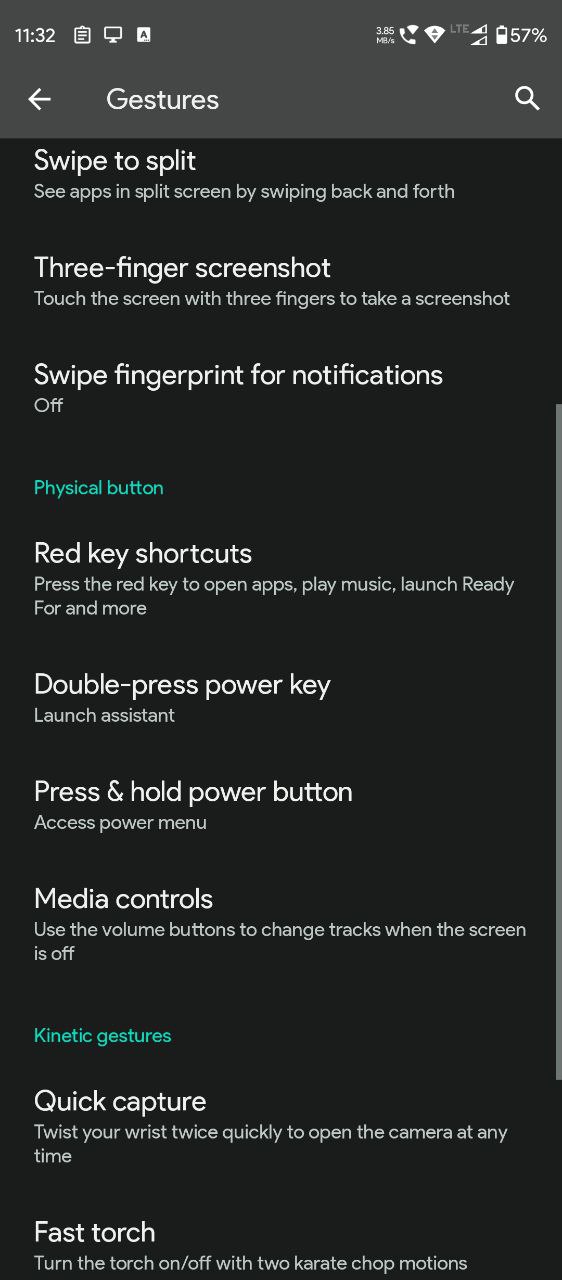 11:32
A
3.85
MB/s
LTE
57%
Gestures
Swipe to split
See apps in split screen by swiping back and forth
Three-finger screenshot
Touch the screen with three fingers to take a screenshot
Swipe fingerprint for notifications
Off
Physical button
Red key shortcuts
Press the red key to open apps, play music, launch Ready
For and more
Double-press power key
Launch assistant
Press & hold power button
Access power menu
Media controls
Use the volume buttons to change tracks when the screen
is off
Kinetic gestures
Quick capture
Twist your wrist twice quickly to open the camera at any
time
Fast torch
Turn the torch on/off with two karate chop motions